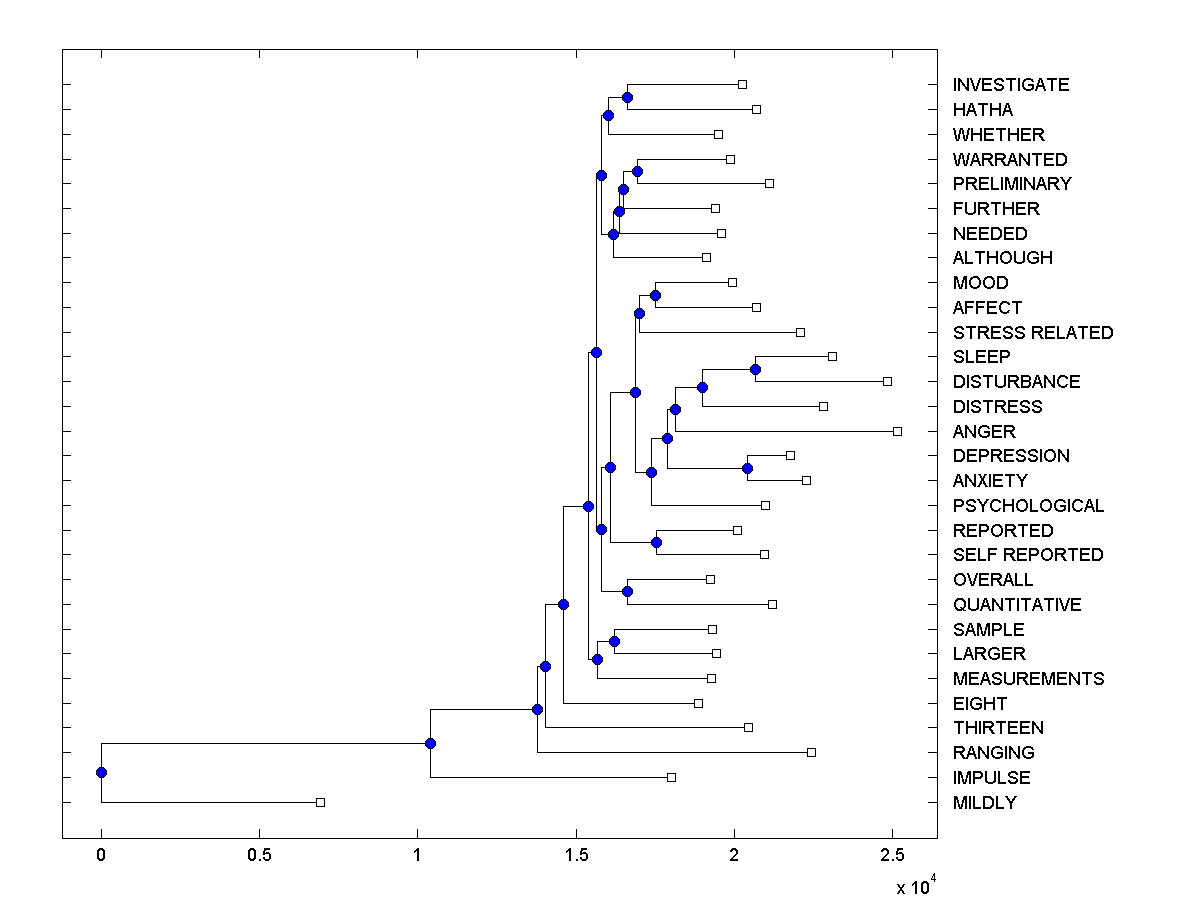 INVESTIGATE
HATHA
WHETHER
WARRANTED
PRELIMINARY
FURTHER
NEEDED
ALTHOUGH
MOOD
AFFECT
STRESS RELATED
SLEEP
DISTURBANCE
DISTRESS
ANGER
DEPRESSION
ANXIETY
PSYCHOLOGICAL
REPORTED
SELF REPORTED
OVERALL
QUANTITATIVE
SAMPLE
LARGER
MEASUREMENTS
EIGHT
THIRTEEN
RANGING
IMPULSE
MILDLY
0 0.5 1 1.5 2 2.5
x 10^4